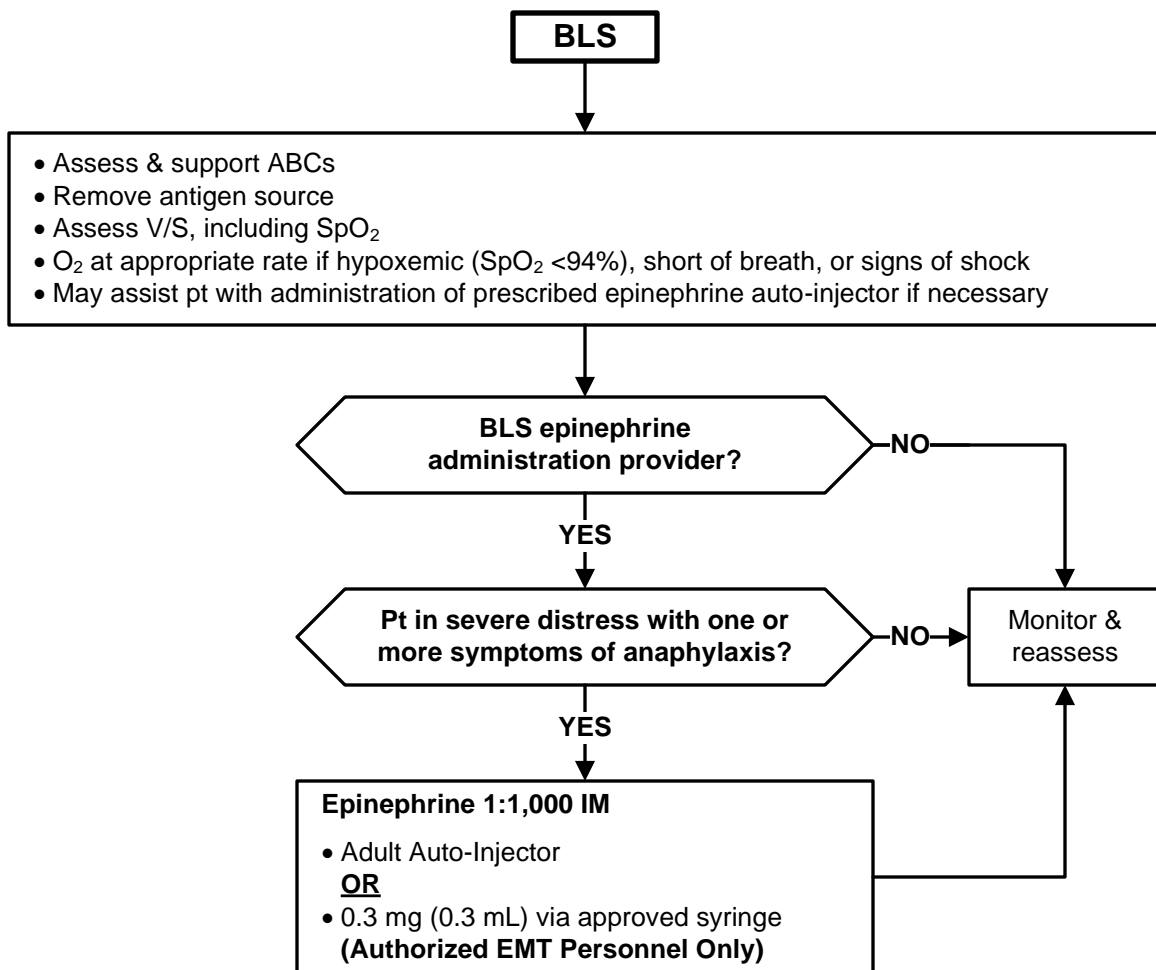 BLS
• Assess & support ABCs
• Remove antigen source
• Assess V/S, including SpO₂
• O₂ at appropriate rate if hypoxemic (SpO₂ <94%), short of breath, or signs of shock
• May assist pt with administration of prescribed epinephrine auto-injector if necessary
BLS epinephrine
administration provider?
NO
YES
Pt in severe distress with one or
more symptoms of anaphylaxis?
NO
Monitor &
reassess
YES
Epinephrine 1:1,000 IM
• Adult Auto-Injector
OR
• 0.3 mg (0.3 mL) via approved syringe
(Authorized EMT Personnel Only)